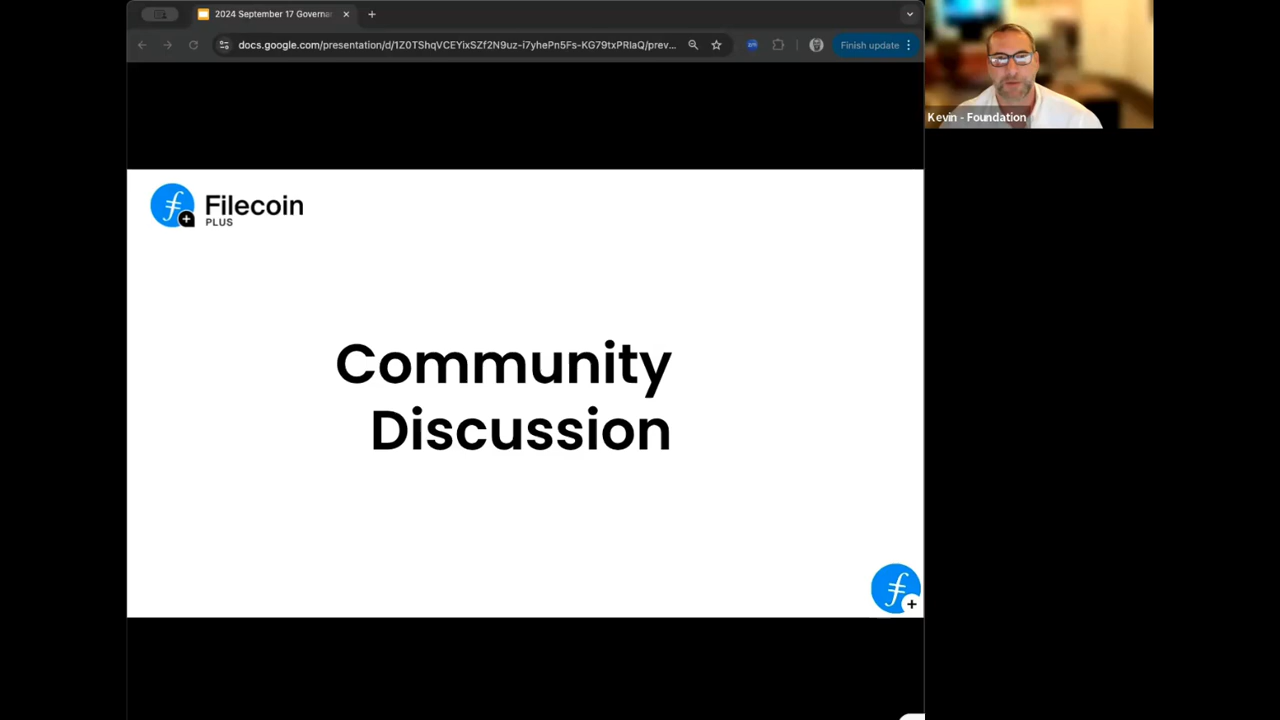 2024 September 17 Governa
docs.google.com/presentation/d/1Z0TShqVCEYixSZf2N9uz-i7yhePn5Fs-KG79txPRIaQ/prev...
Finish update
Kevin - Foundation
Filecoin
PLUS
Community
Discussion